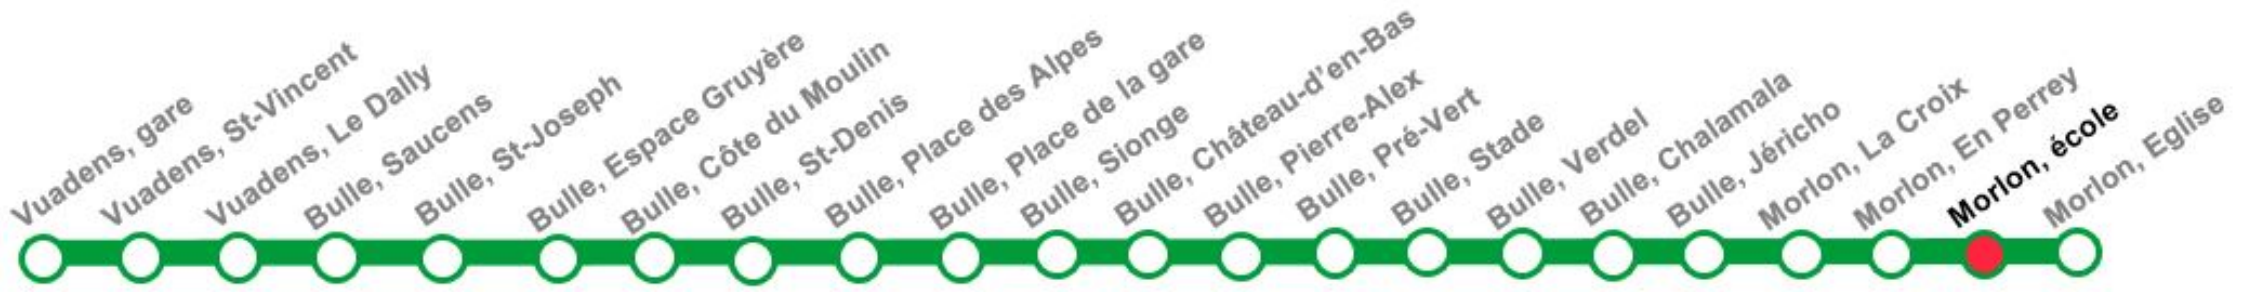 Vuadens, gare
Vuadens, St-Vincent
Vuadens, Le Dally
Bulle, Saucens
Bulle, St-Joseph
Bulle, Espace Gruyère
Bulle, Côte du Moulin
Bulle, St-Denis
Bulle, Place des Alpes
Bulle, Place de la gare
Bulle, Sionge
Bulle, Château-d'en-Bas
Bulle, Pierre-Alex
Bulle, Pré-Vert
Bulle, Stade
Bulle, Verdel
Bulle, Chalamala
Bulle, Jéricho
Morlon, La Croix
Morlon, En Perrey
Morlon, école
Morlon, Eglise